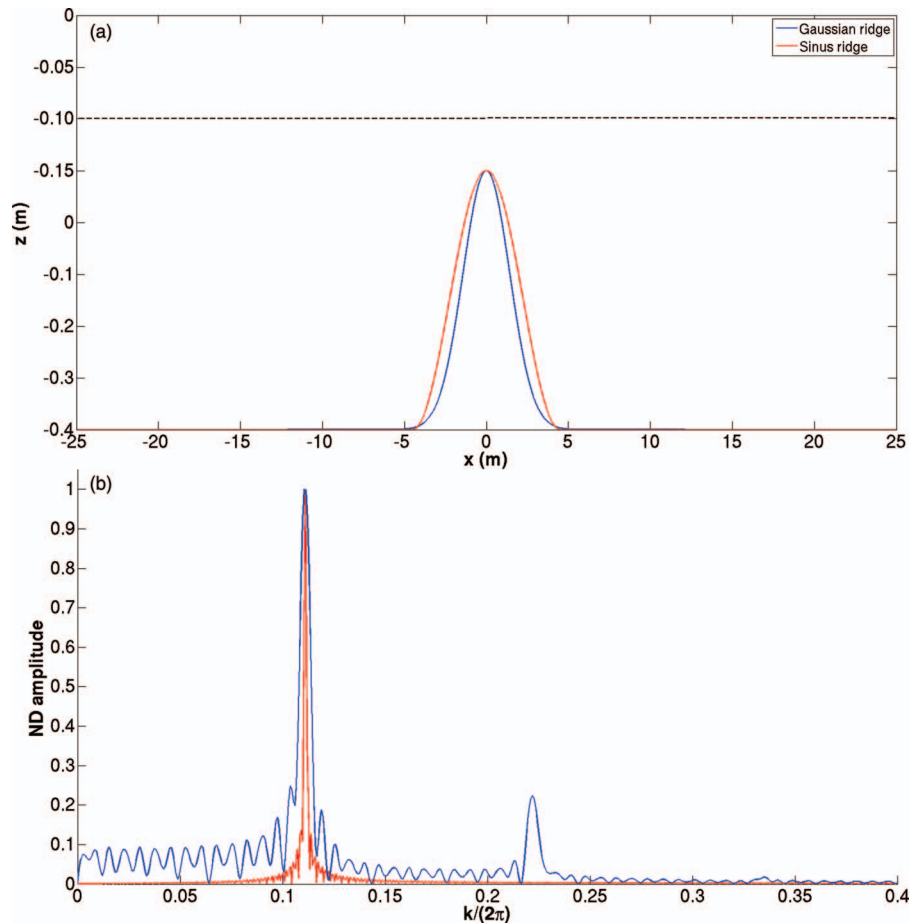 (a)
Gaussian ridge
Sinus ridge
0
-0.05
-0.10
-0.15
0
-0.1
-0.2
-0.3
-0.4
z (m)
-25 -20 -15 -10 -5 0 5 10 15 20 25
x (m)
(b)
1
0.9
0.8
0.7
0.6
0.5
0.4
0.3
0.2
0.1
0
ND amplitude
0 0.05 0.1 0.15 0.2 0.25 0.3 0.35 0.4
k/(2π)